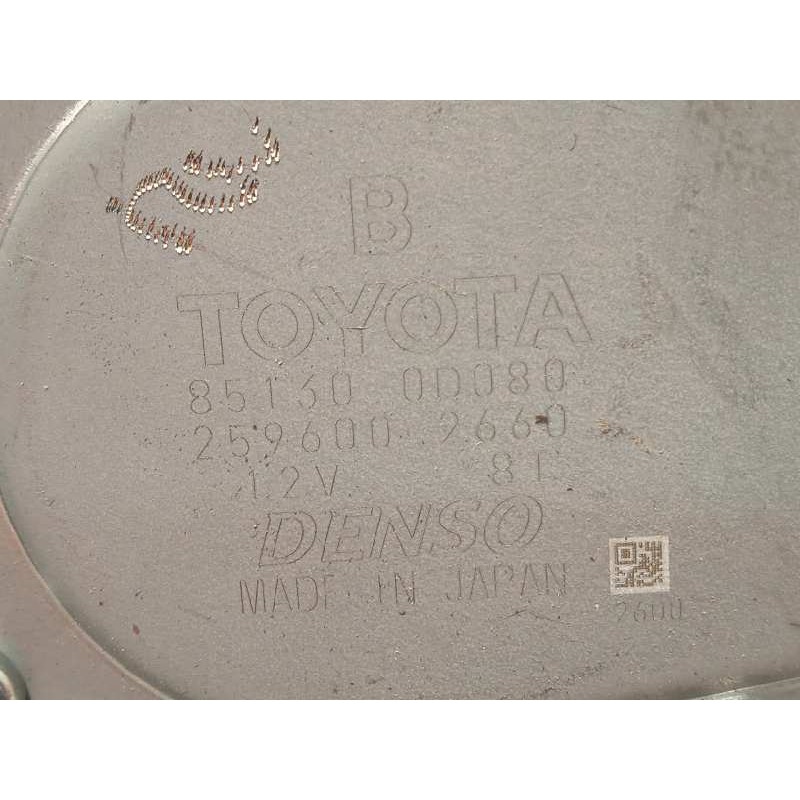 B
TOYOTA
85130 0D080
259600 2660
12V. 8L
DENSO
MADE IN JAPAN
2600